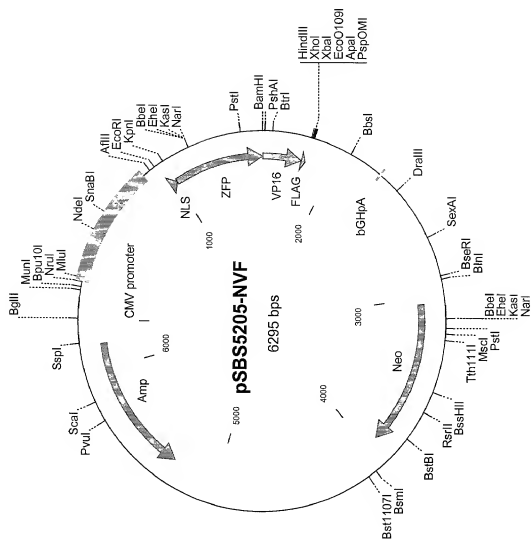 HindIII
XhoI
XbaI
EcoO109I
ApaI
PspOMI
BamHI
PshAI
BtrI
PstI
BbeI
EheI
KasI
NarI
AflII
EcoRI
KpnI
SnaBI
NdeI
MunI
Bpu10I
NruI
MluI
BglII
SspI
ScaI
PvuI
BbsI
DraIII
SexAI
BseRI
BlnI
BbeI
EheI
KasI
NarI
PstI
MscI
Tth111I
BssHII
RsrII
BstBI
BsmI
Bst1107I
NLS
ZFP
VP16
FLAG
bGHpA
Neo
Amp
CMV promoter
1000
2000
3000
4000
5000
6000
pSBS5205-NVF
6295 bps